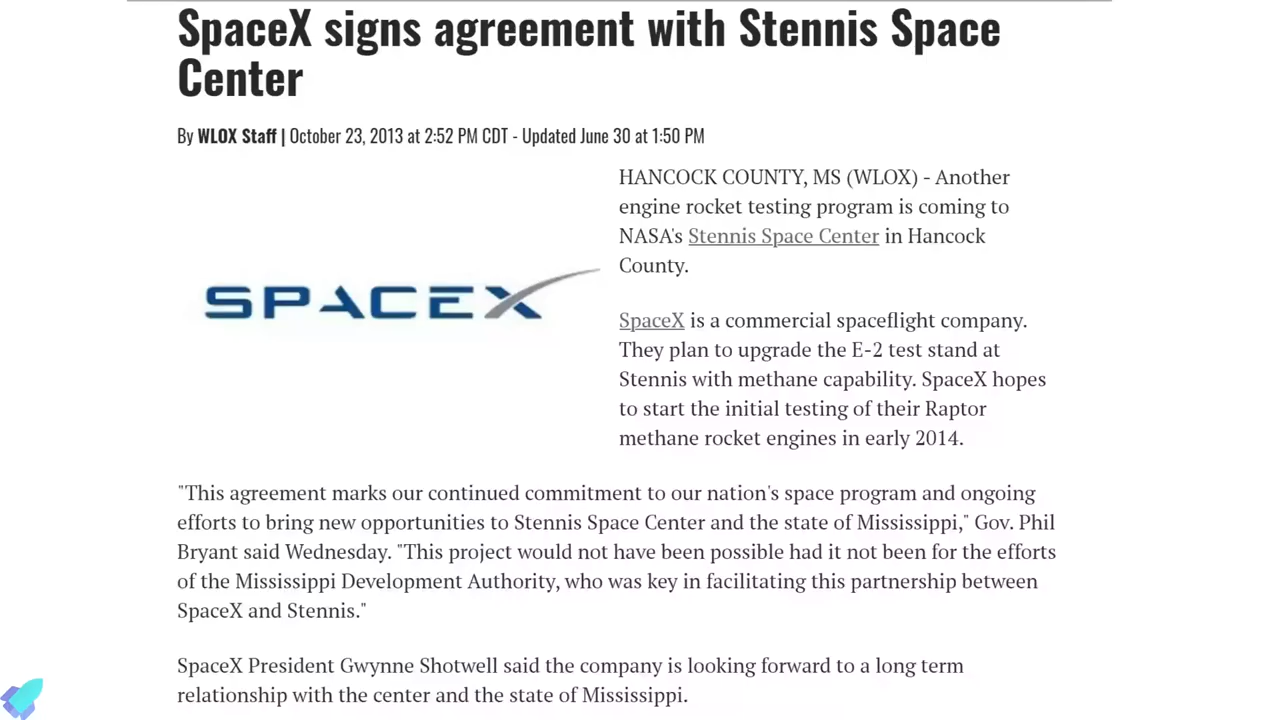 SpaceX signs agreement with Stennis Space
Center
By WLOX Staff | October 23, 2013 at 2:52 PM CDT - Updated June 30 at 1:50 PM
SPACEX
HANCOCK COUNTY, MS (WLOX) - Another
engine rocket testing program is coming to
NASA's Stennis Space Center in Hancock
County.
SpaceX is a commercial spaceflight company.
They plan to upgrade the E-2 test stand at
Stennis with methane capability. SpaceX hopes
to start the initial testing of their Raptor
methane rocket engines in early 2014.
"This agreement marks our continued commitment to our nation's space program and ongoing
efforts to bring new opportunities to Stennis Space Center and the state of Mississippi," Gov. Phil
Bryant said Wednesday. "This project would not have been possible had it not been for the efforts
of the Mississippi Development Authority, who was key in facilitating this partnership between
SpaceX and Stennis."
SpaceX President Gwynne Shotwell said the company is looking forward to a long term
relationship with the center and the state of Mississippi.